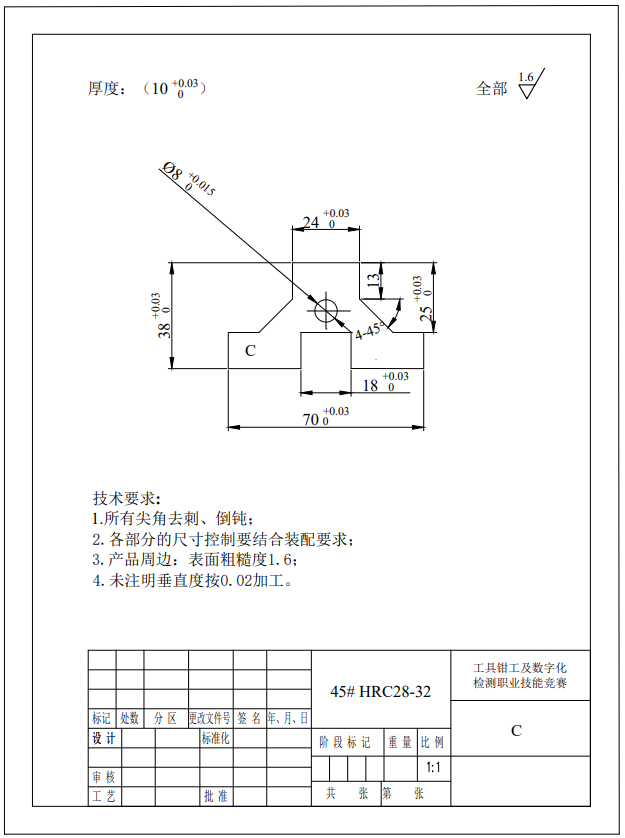 厚度：（10 +0.03 0）
全部 1.6
Ø8 +0.015 0
24 +0.03 0
13
25 +0.03 0
38 +0.03 0
4-45°
C
18 +0.03 0
70 +0.03 0
技术要求:
1.所有尖角去刺、倒钝;
2.各部分的尺寸控制要结合装配要求;
3.产品周边：表面粗糙度1.6;
4.未注明垂直度按0.02加工。
45# HRC28-32
工具钳工及数字化
检测职业技能竞赛
标记 处数 分 区 更改文件号 签 名 年、月、日
C
设 计 标准化
阶 段 标 记 重 量 比 例
1:1
审 核
工 艺 批 准
共 张 第 张